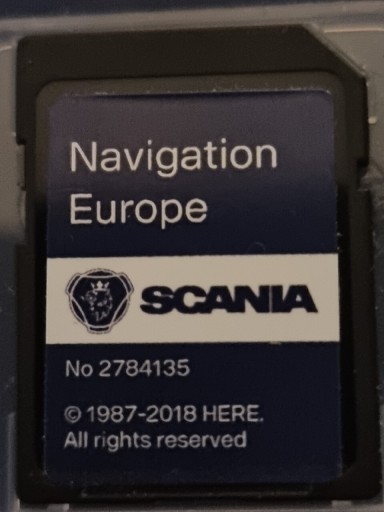 Navigation
Europe
SCANIA
No 2784135
© 1987-2018 HERE.
All rights reserved